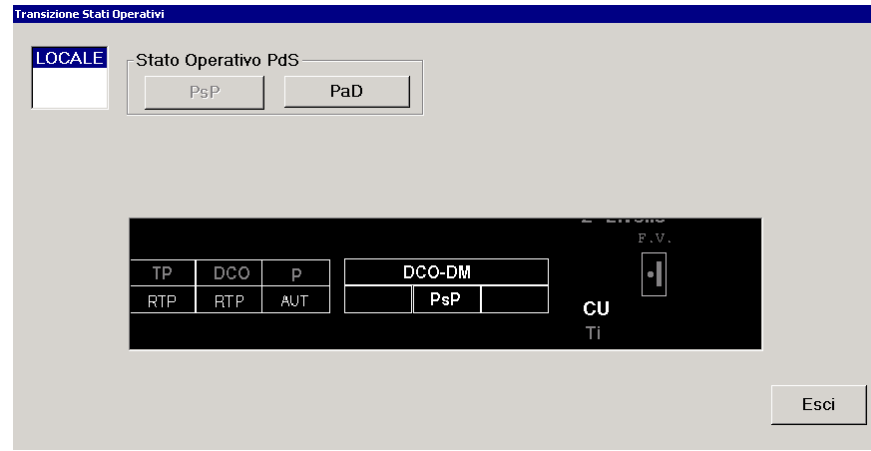 Transizione Stati Operativi
LOCALE
Stato Operativo PdS
PsP PaD
F.V.
TP DCO P DCO-DM
RTP RTP AUT PsP
CU
Ti
Esci